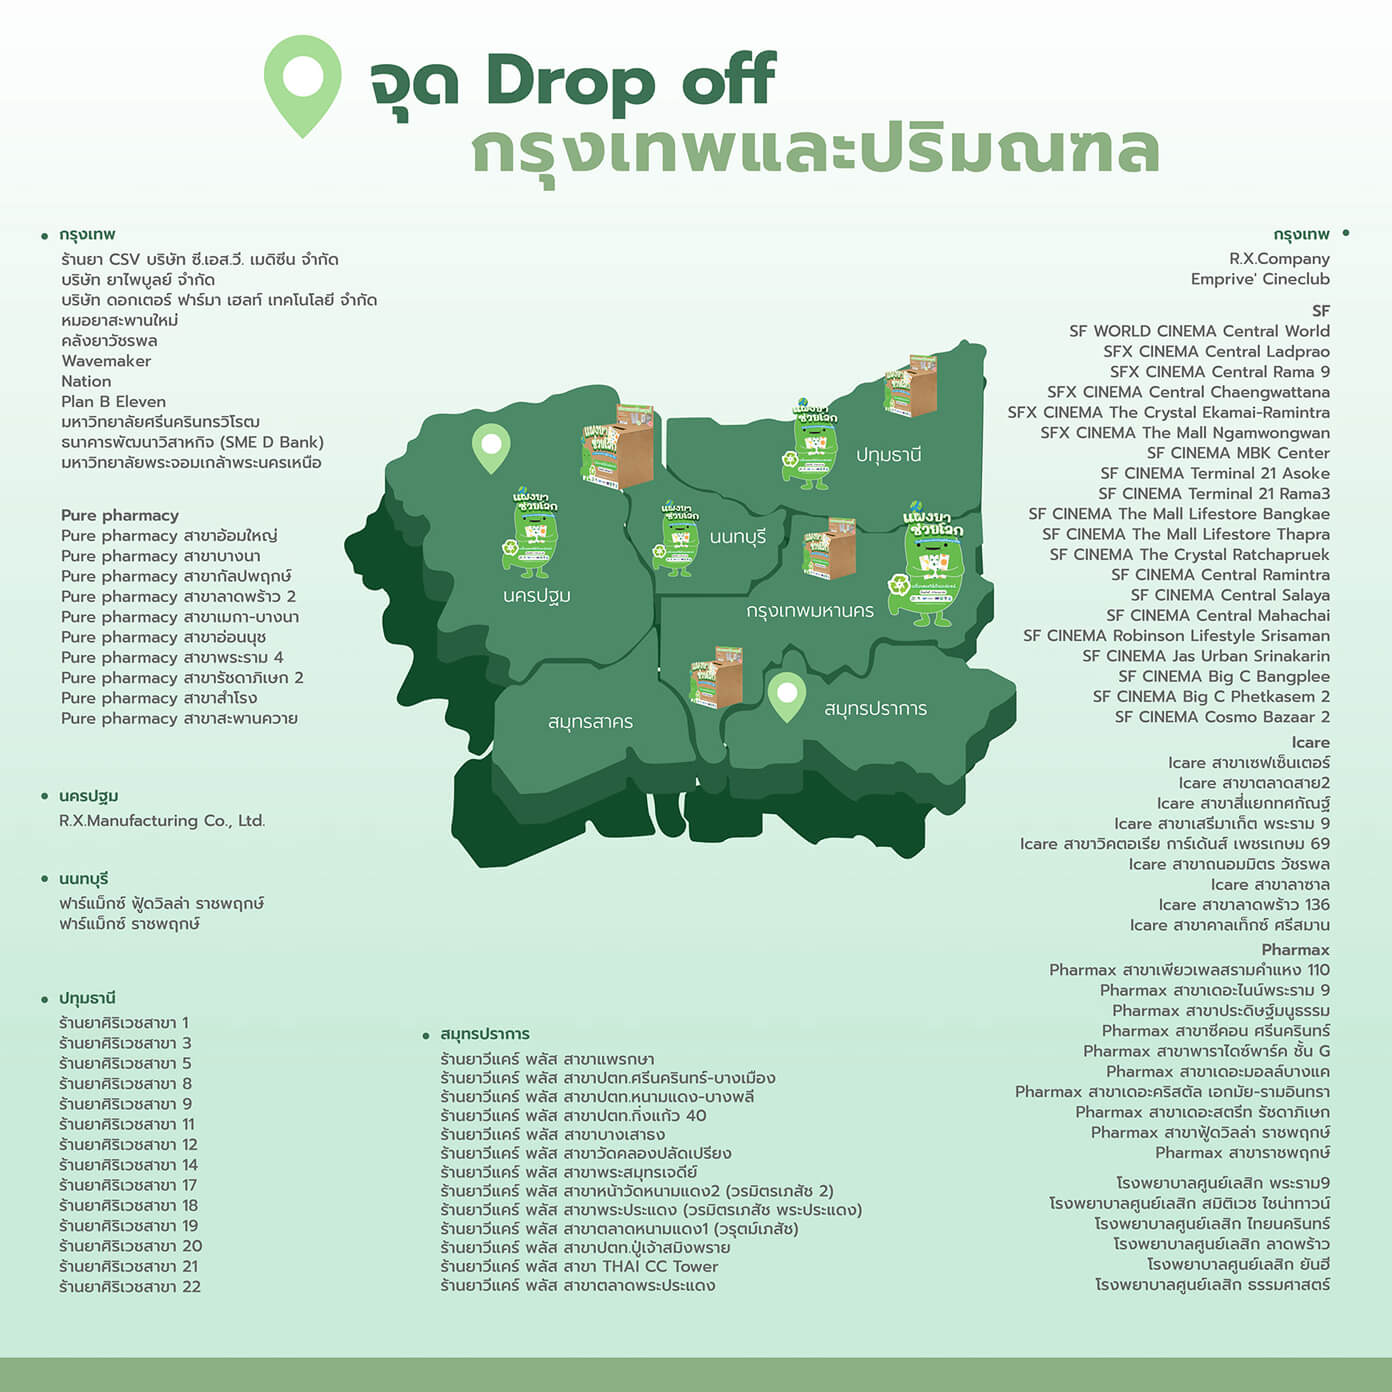 จุด Drop off
กรุงเทพและปริมณฑล
กรุงเทพ
ร้านยา CSV บริษัท ซี.เอส.วี. เมดิซีน จำกัด
บริษัท ยาไพบูลย์ จำกัด
บริษัท ดอกเตอร์ ฟาร์มา เฮลท์ เทคโนโลยี จำกัด
หมอยาสะพานใหม่
คลังยาวัชรพล
Wavemaker
Nation
Plan B Eleven
มหาวิทยาลัยศรีนครินทรวิโรฒ
ธนาคารพัฒนาวิสาหกิจ (SME D Bank)
มหาวิทยาลัยพระจอมเกล้าพระนครเหนือ
Pure pharmacy
Pure pharmacy สาขาอ้อมใหญ่
Pure pharmacy สาขาบางนา
Pure pharmacy สาขากัลปพฤกษ์
Pure pharmacy สาขาลาดพร้าว 2
Pure pharmacy สาขาเมกา-บางนา
Pure pharmacy สาขาอ่อนนุช
Pure pharmacy สาขาพระราม 4
Pure pharmacy สาขารัชดาภิเษก 2
Pure pharmacy สาขาสำโรง
Pure pharmacy สาขาสะพานควาย
นครปฐม
R.X.Manufacturing Co., Ltd.
นนทบุรี
ฟาร์แม็กซ์ ฟู้ดวิลล่า ราชพฤกษ์
ฟาร์แม็กซ์ ราชพฤกษ์
ปทุมธานี
ร้านยาศิริเวชสาขา 1
ร้านยาศิริเวชสาขา 3
ร้านยาศิริเวชสาขา 5
ร้านยาศิริเวชสาขา 8
ร้านยาศิริเวชสาขา 9
ร้านยาศิริเวชสาขา 11
ร้านยาศิริเวชสาขา 12
ร้านยาศิริเวชสาขา 14
ร้านยาศิริเวชสาขา 17
ร้านยาศิริเวชสาขา 18
ร้านยาศิริเวชสาขา 19
ร้านยาศิริเวชสาขา 20
ร้านยาศิริเวชสาขา 21
ร้านยาศิริเวชสาขา 22
แผงยา
ช่วยโลก
ปทุมธานี
แผงยา
ช่วยโลก
แผงยา
ช่วยโลก
นครปฐม
แผงยา
ช่วยโลก
นนทบุรี
แผงยา
ช่วยโลก
กรุงเทพมหานคร
สมุทรสาคร
สมุทรปราการ
สมุทรปราการ
ร้านยาวีแคร์ พลัส สาขาแพรกษา
ร้านยาวีแคร์ พลัส สาขาปตท.ศรีนครินทร์-บางเมือง
ร้านยาวีแคร์ พลัส สาขาปตท.หนามแดง-บางพลี
ร้านยาวีแคร์ พลัส สาขาปตท.กิ่งแก้ว 40
ร้านยาวีแคร์ พลัส สาขาบางเสาธง
ร้านยาวีแคร์ พลัส สาขาวัดคลองปลัดเปรียง
ร้านยาวีแคร์ พลัส สาขาพระสมุทรเจดีย์
ร้านยาวีแคร์ พลัส สาขาหน้าวัดหนามแดง2 (วรมิตรเภสัช 2)
ร้านยาวีแคร์ พลัส สาขาพระประแดง (วรมิตรเภสัช พระประแดง)
ร้านยาวีแคร์ พลัส สาขาตลาดหนามแดง1 (วรุตม์เภสัช)
ร้านยาวีแคร์ พลัส สาขาปตท.ปู่เจ้าสมิงพราย
ร้านยาวีแคร์ พลัส สาขา THAI CC Tower
ร้านยาวีแคร์ พลัส สาขาตลาดพระประแดง
กรุงเทพ
R.X.Company
Emprive' Cineclub
SF
SF WORLD CINEMA Central World
SFX CINEMA Central Ladprao
SFX CINEMA Central Rama 9
SFX CINEMA Central Chaengwattana
SFX CINEMA The Crystal Ekamai-Ramintra
SFX CINEMA The Mall Ngamwongwan
SF CINEMA MBK Center
SF CINEMA Terminal 21 Asoke
SF CINEMA Terminal 21 Rama3
SF CINEMA The Mall Lifestore Bangkae
SF CINEMA The Mall Lifestore Thapra
SF CINEMA The Crystal Ratchapruek
SF CINEMA Central Ramintra
SF CINEMA Central Salaya
SF CINEMA Central Mahachai
SF CINEMA Robinson Lifestyle Srisaman
SF CINEMA Jas Urban Srinakarin
SF CINEMA Big C Bangplee
SF CINEMA Big C Phetkasem 2
SF CINEMA Cosmo Bazaar 2
Icare
Icare สาขาเซฟเซ็นเตอร์
Icare สาขาตลาดสาย2
Icare สาขาสี่แยกทศกัณฐ์
Icare สาขาเสรีมาเก็ต พระราม 9
Icare สาขาวิคตอเรีย การ์เด้นส์ เพชรเกษม 69
Icare สาขาถนอมมิตร วัชรพล
Icare สาขาลาซาล
Icare สาขาลาดพร้าว 136
Icare สาขาคาลเท็กซ์ ศรีสมาน
Pharmax
Pharmax สาขาเพียวเพลสรามคำแหง 110
Pharmax สาขาเดอะไนน์พระราม 9
Pharmax สาขาประดิษฐ์มนูธรรม
Pharmax สาขาซีคอน ศรีนครินทร์
Pharmax สาขาพาราไดซ์พาร์ค ชั้น G
Pharmax สาขาเดอะมอลล์บางแค
Pharmax สาขาเดอะคริสตัล เอกมัย-รามอินทรา
Pharmax สาขาเดอะสตรีท รัชดาภิเษก
Pharmax สาขาฟู้ดวิลล่า ราชพฤกษ์
Pharmax สาขาราชพฤกษ์
โรงพยาบาลศูนย์เลสิก พระราม9
โรงพยาบาลศูนย์เลสิก สมิติเวช ไชน่าทาวน์
โรงพยาบาลศูนย์เลสิก ไทยนครินทร์
โรงพยาบาลศูนย์เลสิก ลาดพร้าว
โรงพยาบาลศูนย์เลสิก ยันฮี
โรงพยาบาลศูนย์เลสิก ธรรมศาสตร์